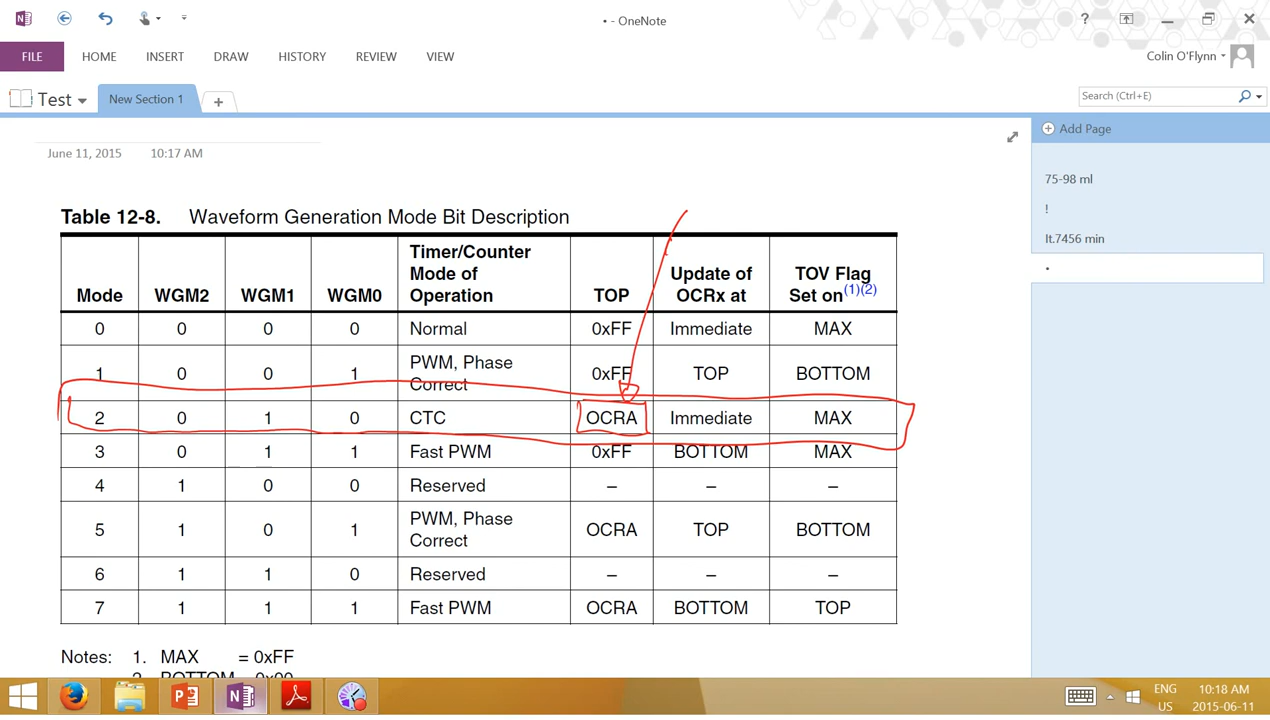 • - OneNote
?
FILE HOME INSERT DRAW HISTORY REVIEW VIEW
Colin O'Flynn
Test New Section 1 +
Search (Ctrl+E)
Add Page
75-98 ml
!
It.7456 min
•
June 11, 2015 10:17 AM
Table 12-8. Waveform Generation Mode Bit Description
Mode WGM2 WGM1 WGM0 Timer/Counter Mode of Operation TOP Update of OCRx at TOV Flag Set on(1)(2)
0 0 0 0 Normal 0xFF Immediate MAX
1 0 0 1 PWM, Phase Correct 0xFF TOP BOTTOM
2 0 1 0 CTC OCRA Immediate MAX
3 0 1 1 Fast PWM 0xFF BOTTOM MAX
4 1 0 0 Reserved – – –
5 1 0 1 PWM, Phase Correct OCRA TOP BOTTOM
6 1 1 0 Reserved – – –
7 1 1 1 Fast PWM OCRA BOTTOM TOP
Notes: 1. MAX = 0xFF
2. BOTTOM = 0x00
ENG US
10:18 AM
2015-06-11